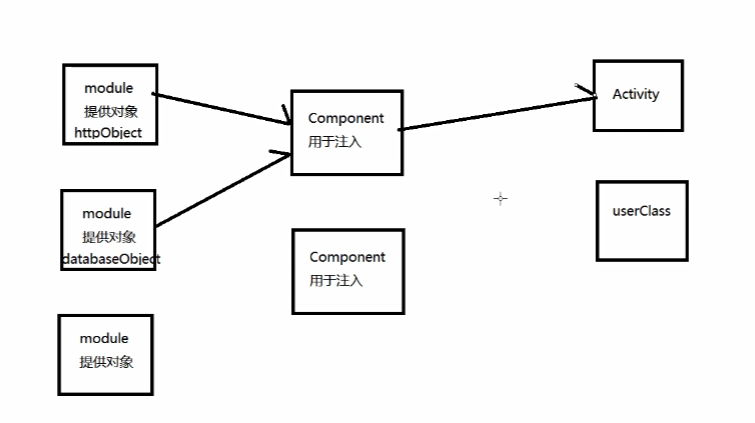 module
提供对象
httpObject
Component
用于注入
Activity
module
提供对象
databaseObject
userClass
Component
用于注入
module
提供对象